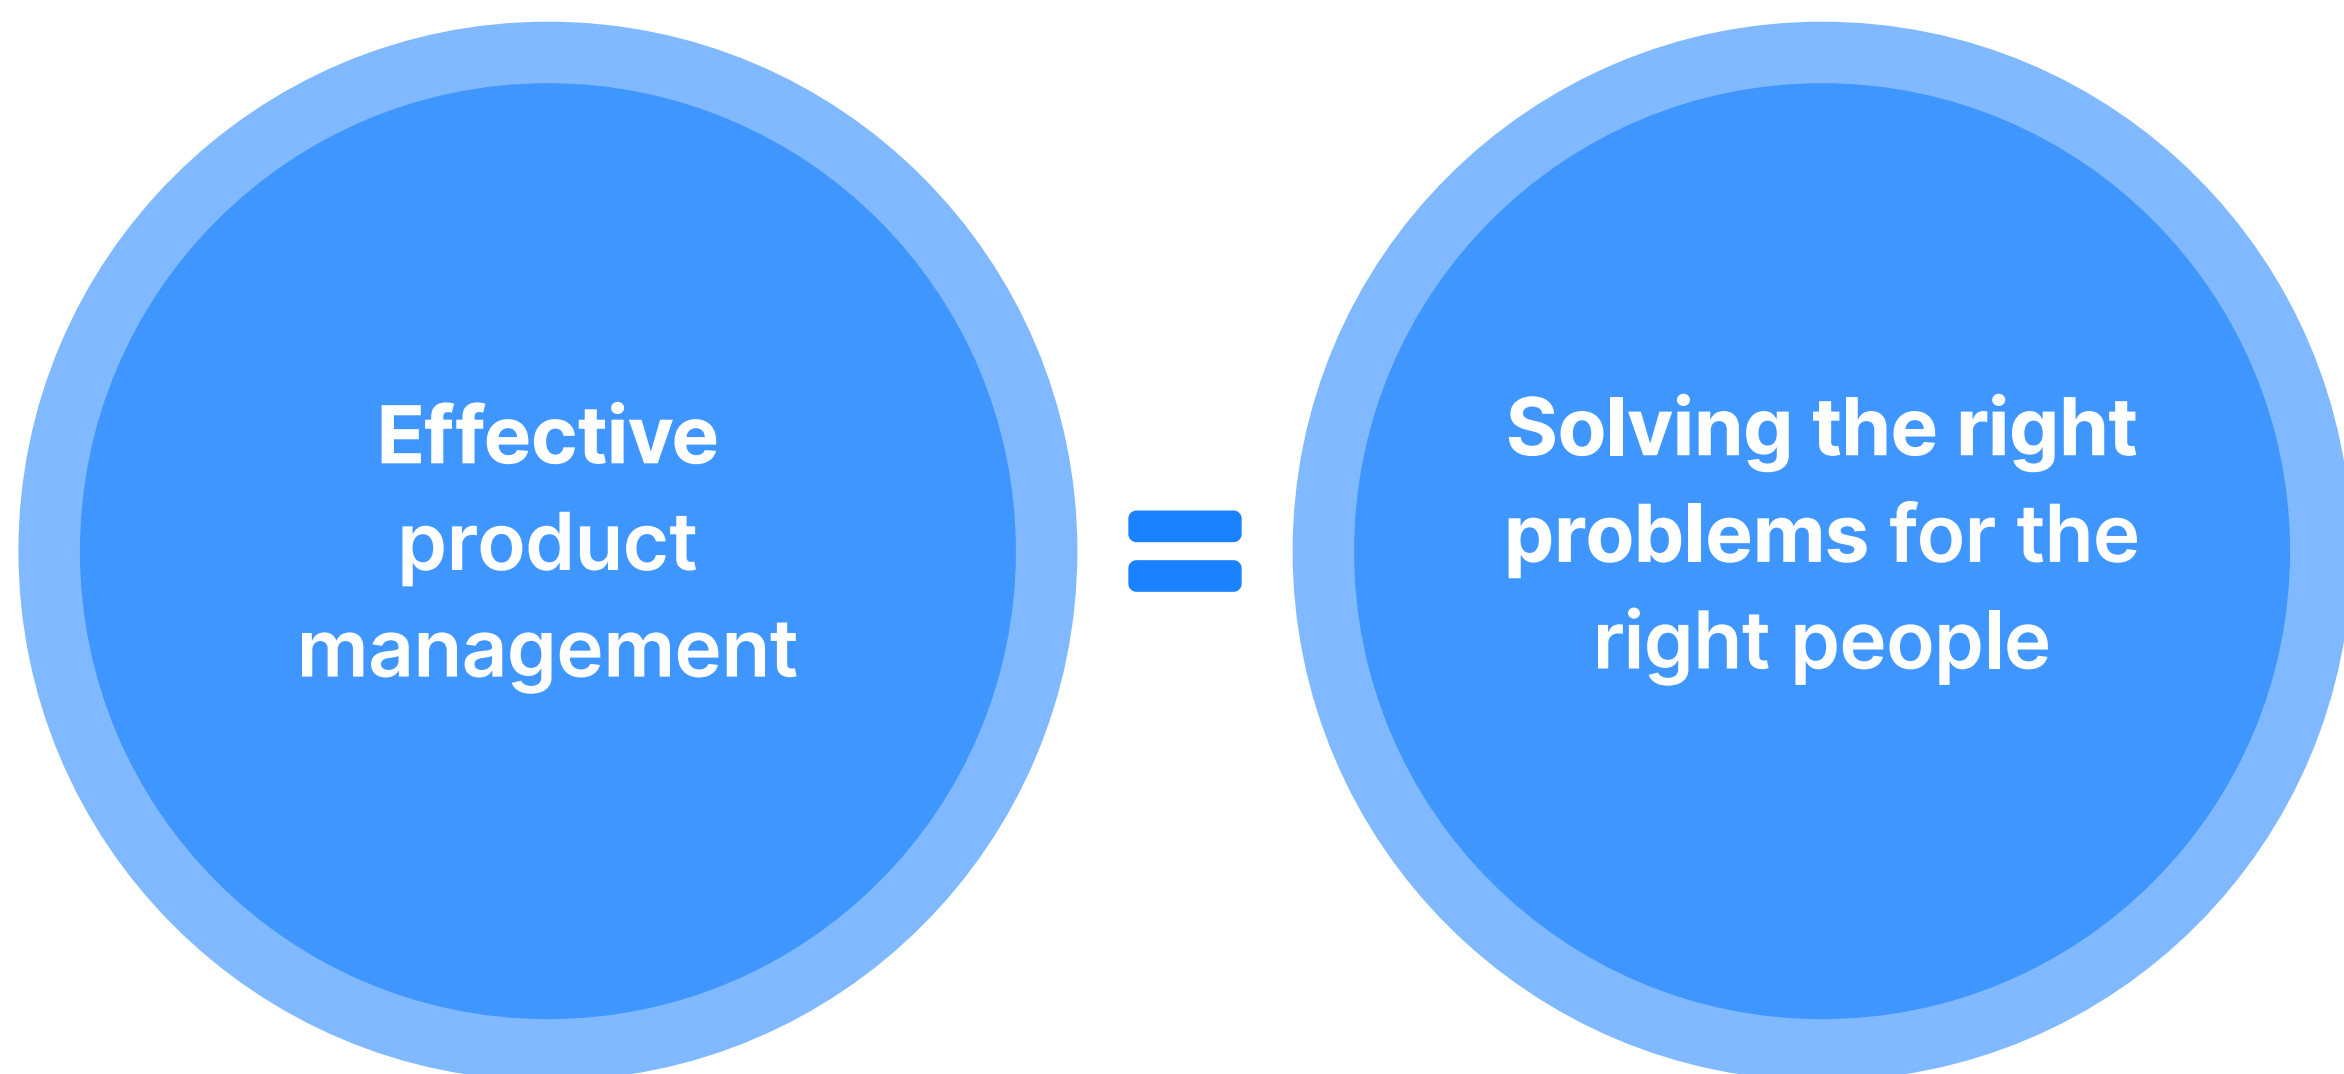 Effective
product
management
=
Solving the right
problems for the
right people